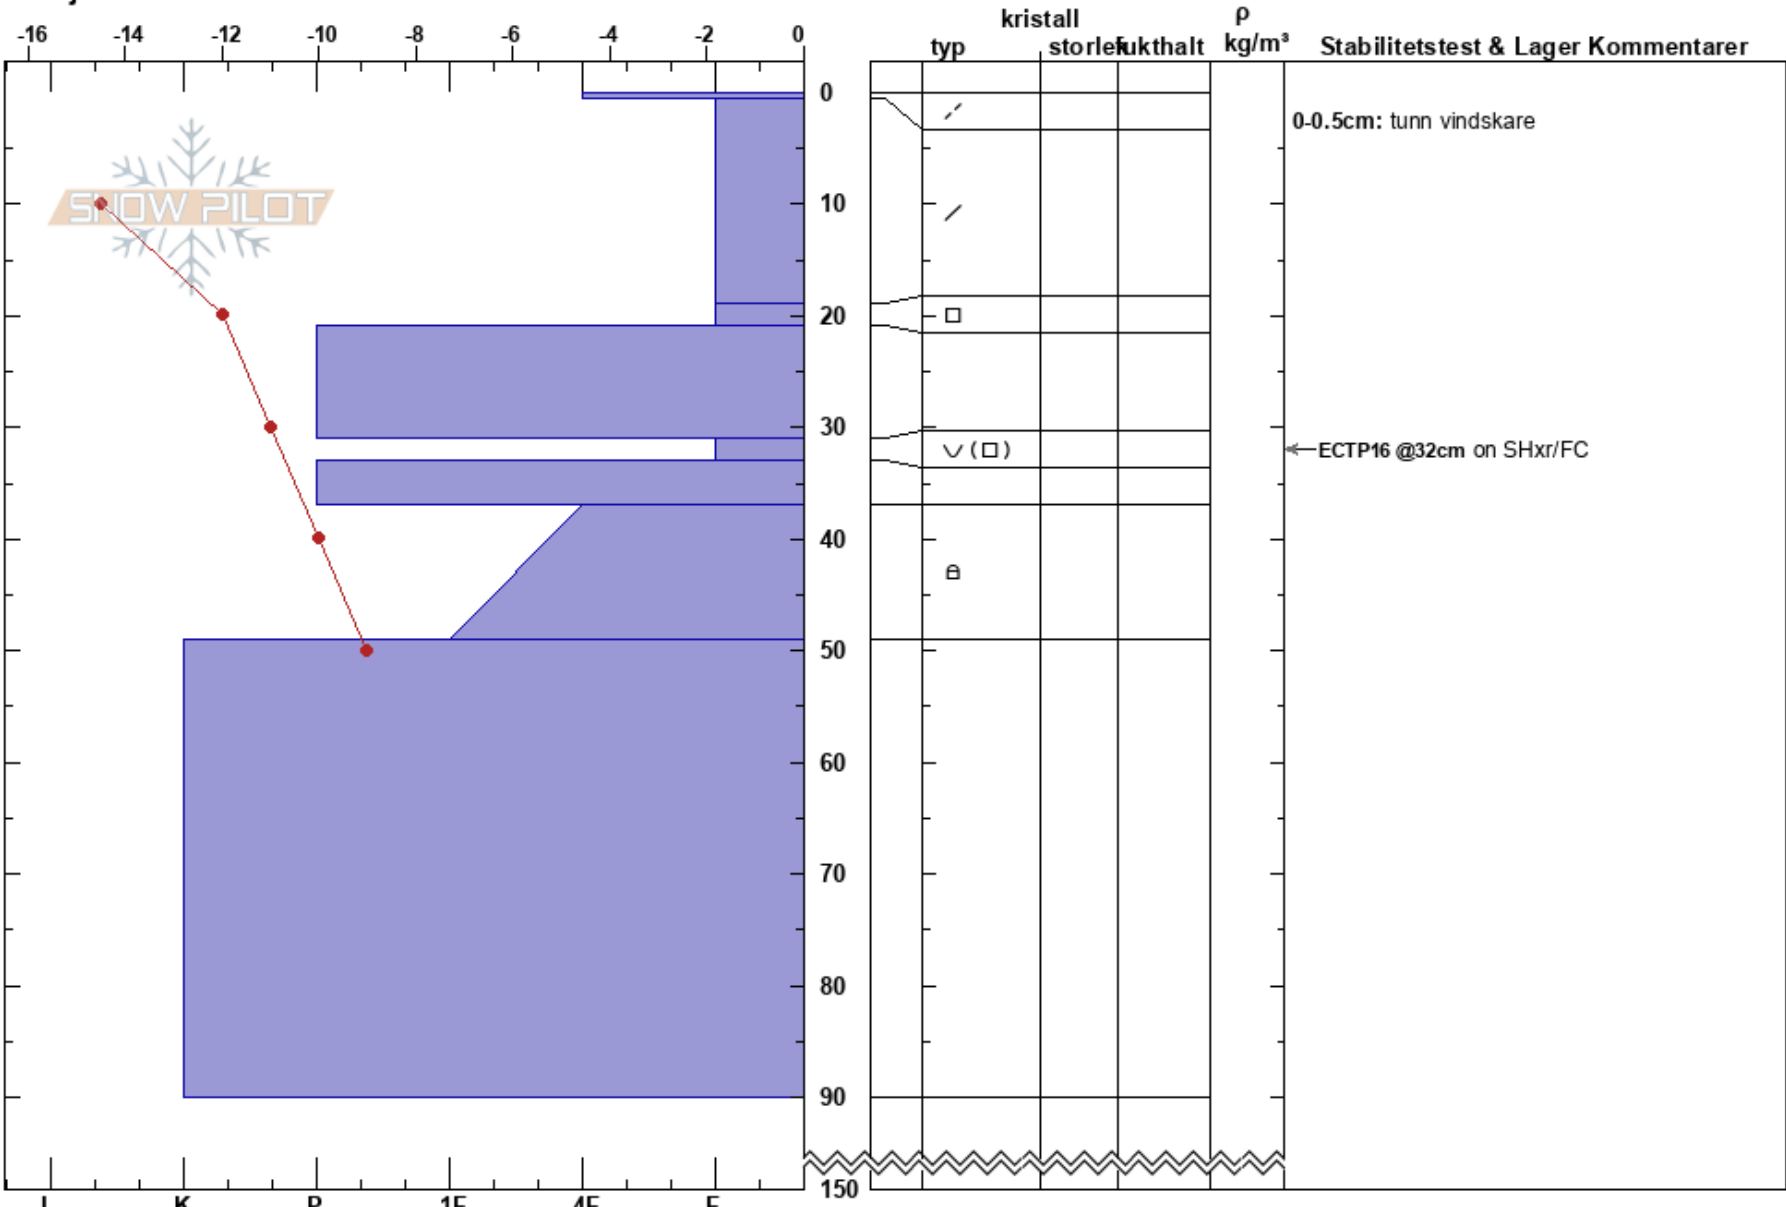 kristall ρ
-16 -14 -12 -10 -8 -6 -4 -2 0 typ storlek fukthalt kg/m³ Stabilitetstest & Lager Kommentarer
0
0-0.5cm: tunn vindskare
SNOW PILOT
10
20
30
ECTP16 @32cm on SHxr/FC
40
50
60
70
80
90
150
I K P 1F 4F F